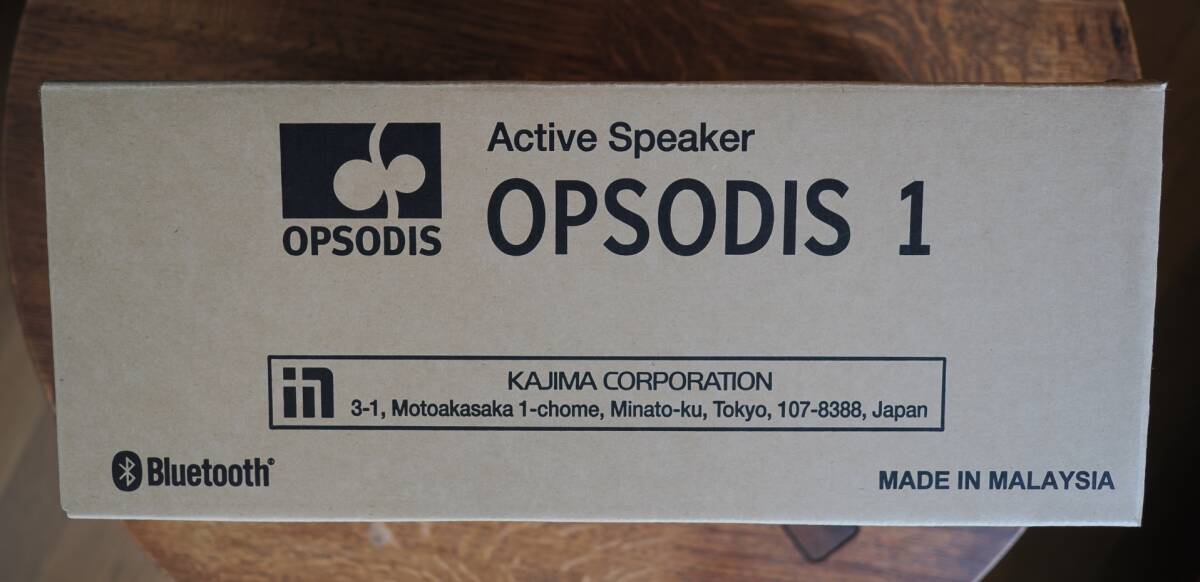 Active Speaker
OPSODIS 1
OPSODIS
KAJIMA CORPORATION
3-1, Motoakasaka 1-chome, Minato-ku, Tokyo, 107-8388, Japan
Bluetooth®
MADE IN MALAYSIA